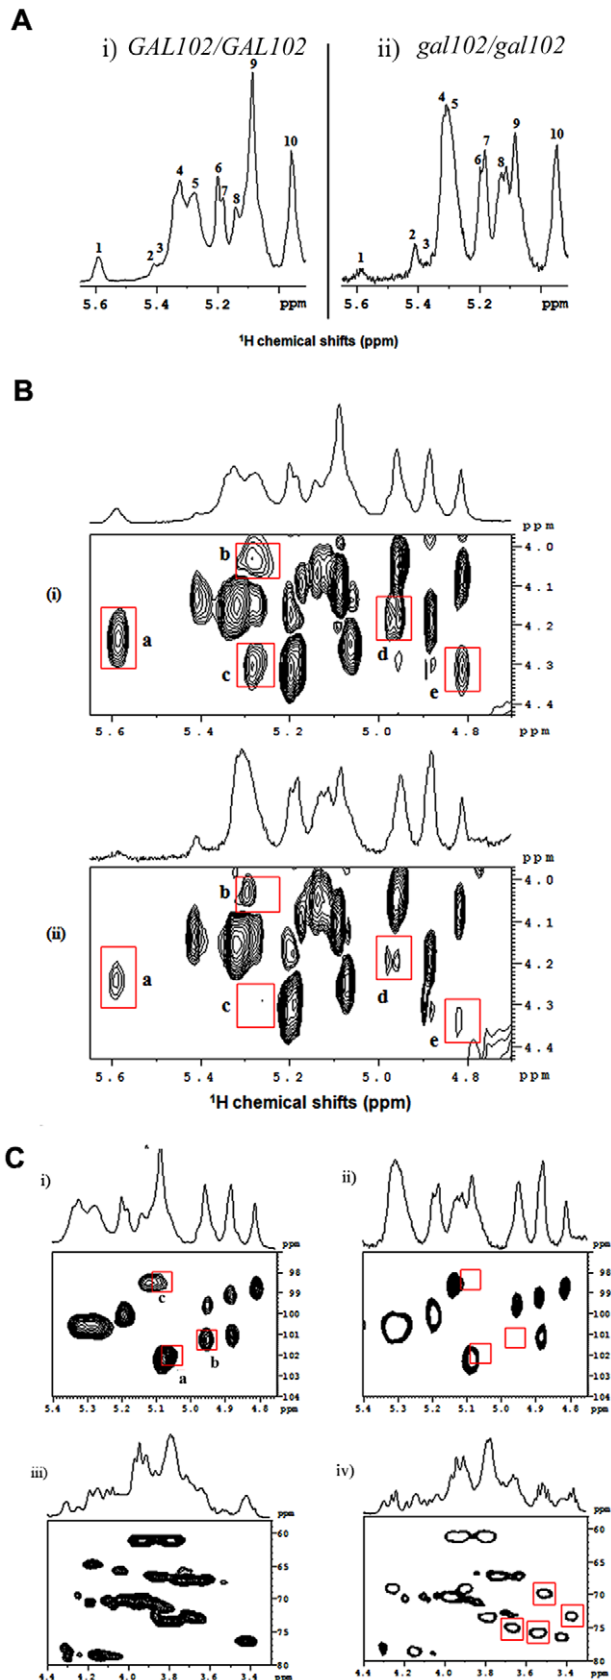 A
i) GAL102/GAL102
ii) gal102/gal102
9
4
5
6
7
8
10
1
2
3
5.6 5.4 5.2 ppm
4
5
6
7
8
9
10
1
2
3
5.6 5.4 5.2 ppm
¹H chemical shifts (ppm)
B
ppm
(i)
b
a
c
d
e
4.0
4.1
4.2
4.3
4.4
5.6 5.4 5.2 5.0 4.8 ppm
ppm
(ii)
b
a
c
d
e
4.0
4.1
4.2
4.3
4.4
5.6 5.4 5.2 5.0 4.8 ppm
¹H chemical shifts (ppm)
C
i)
ppm
c
a
b
98
99
100
101
102
103
104
5.4 5.3 5.2 5.1 5.0 4.9 4.8 ppm
ii)
ppm
98
99
100
101
102
103
104
5.4 5.3 5.2 5.1 5.0 4.9 4.8 ppm
iii)
ppm
60
65
70
75
80
4.4 4.2 4.0 3.8 3.6 3.4 ppm
iv)
ppm
60
65
70
75
80
4.4 4.2 4.0 3.8 3.6 3.4 ppm